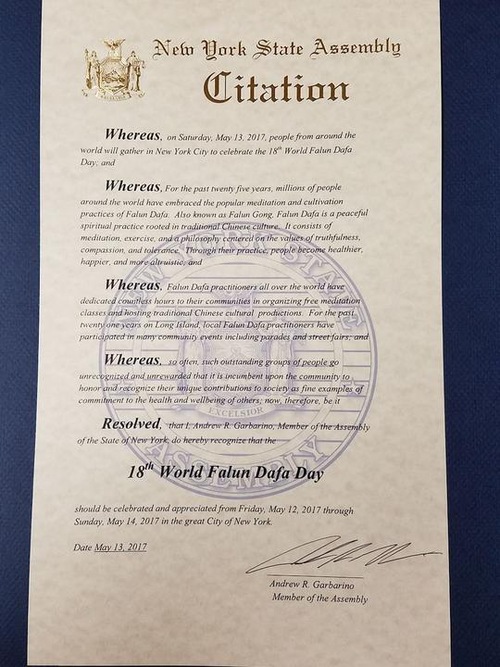 New York State Assembly
Citation
EXCELSIOR
Whereas, on Saturday, May 13, 2017, people from around the
world will gather in New York City to celebrate the 18th World Falun Dafa
Day; and
Whereas, For the past twenty five years, millions of people
around the world have embraced the popular meditation and cultivation
practices of Falun Dafa. Also known as Falun Gong, Falun Dafa is a peaceful
spiritual practice rooted in traditional Chinese culture. It consists of
meditation, exercise, and a philosophy centered on the values of truthfulness,
compassion, and tolerance. Through their practice, people become healthier,
happier, and more altruistic; and
Whereas, Falun Dafa practitioners all over the world have
dedicated countless hours to their communities in organizing free meditation
classes and hosting traditional Chinese cultural productions. For the past
twenty one years on Long Island, local Falun Dafa practitioners have
participated in many community events including parades and street fairs; and
Whereas, so often, such outstanding groups of people go
unrecognized and unrewarded that it is incumbent upon the community to
honor and recognize their unique contributions to society as fine examples of
commitment to the health and wellbeing of others; now, therefore, be it
EXCELSIOR
Resolved, that I, Andrew R. Garbarino, Member of the Assembly
of the State of New York, do hereby recognize that the
NEW YORK STATE
ASSEMBLY
18th World Falun Dafa Day
should be celebrated and appreciated from Friday, May 12, 2017 through
Sunday, May 14, 2017 in the great City of New York.
Date May 13, 2017
Andrew R. Garbarino
Member of the Assembly